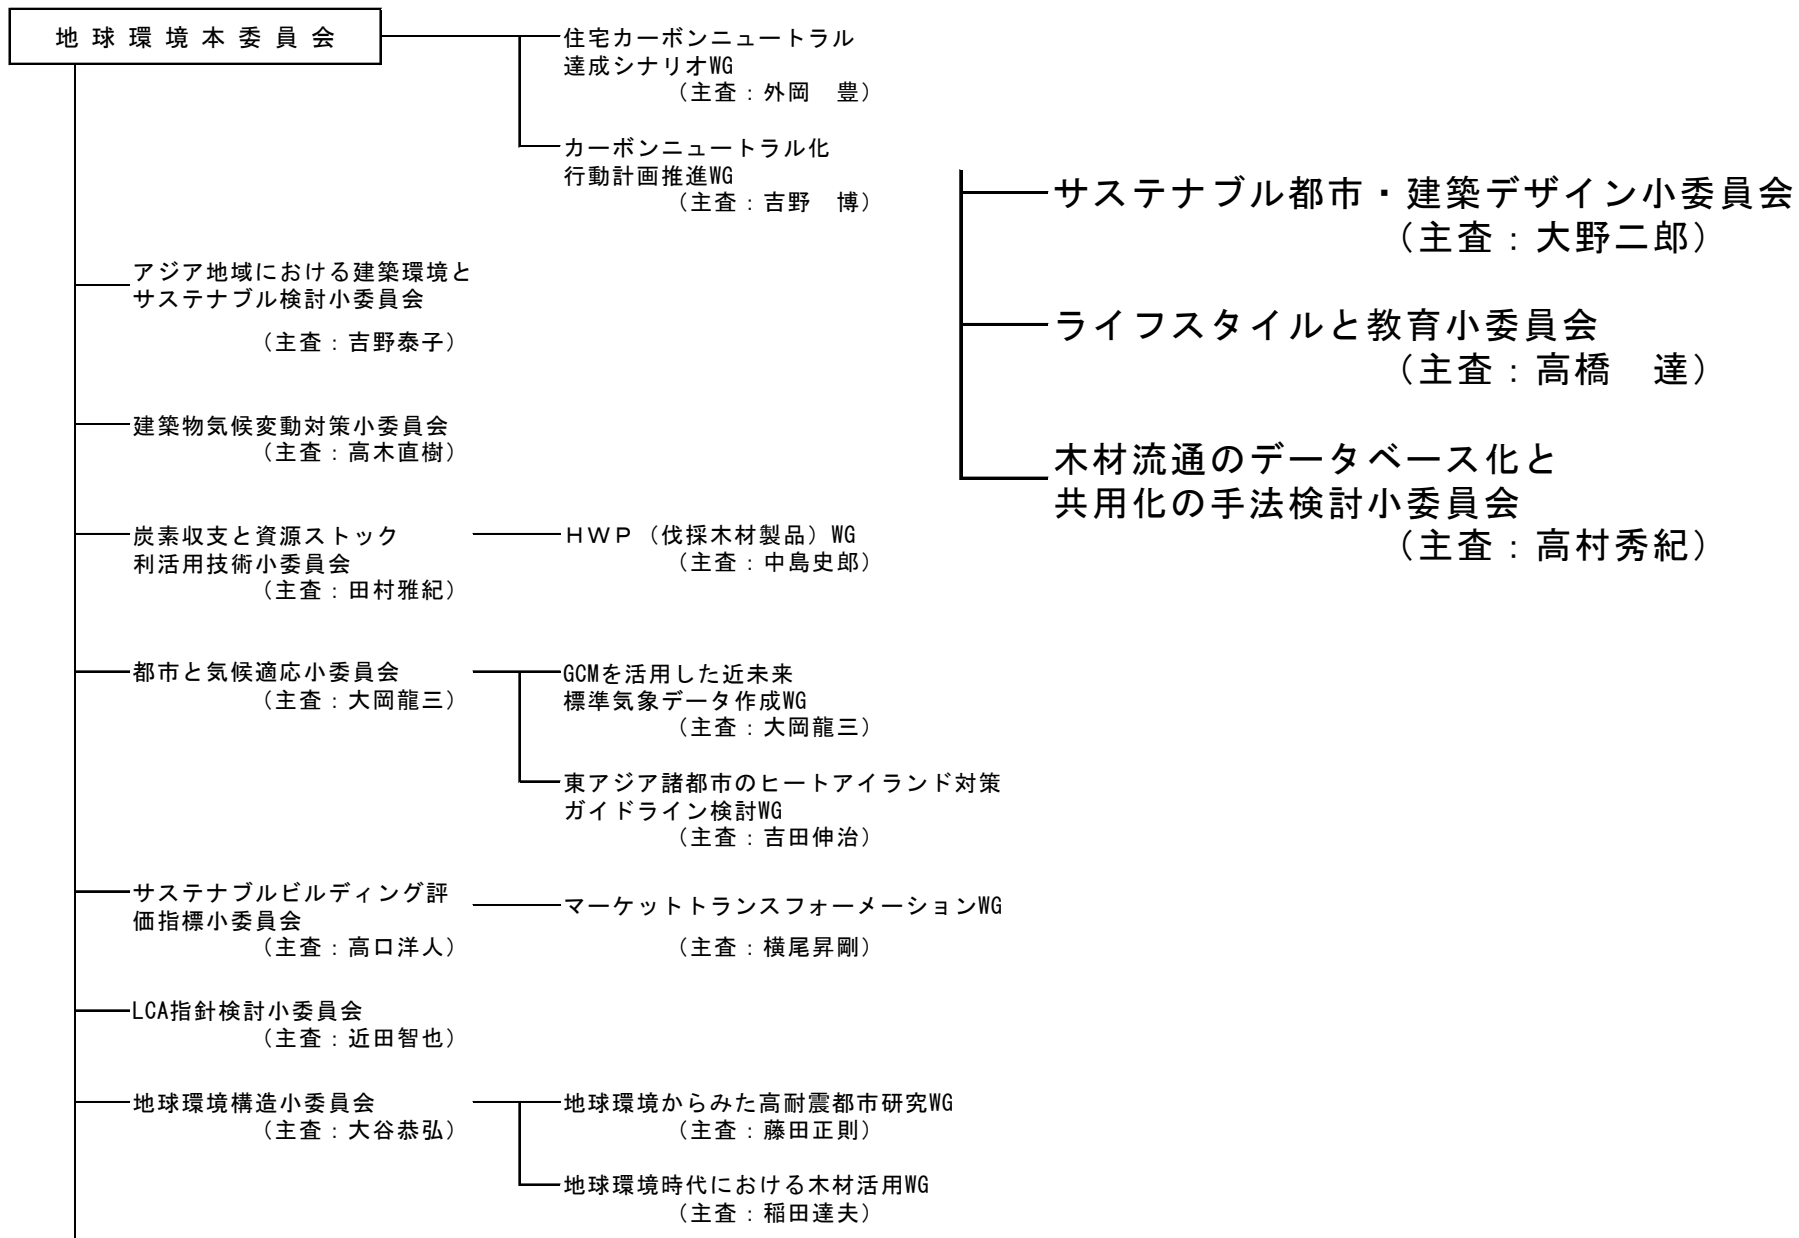 地球環境本委員会
住宅カーボンニュートラル
達成シナリオWG
（主査：外岡　豊）
カーボンニュートラル化
行動計画推進WG
（主査：吉野　博）
アジア地域における建築環境と
サステナブル検討小委員会
（主査：吉野泰子）
建築物気候変動対策小委員会
（主査：高木直樹）
炭素収支と資源ストック
利活用技術小委員会
（主査：田村雅紀）
ＨＷＰ（伐採木材製品）WG
（主査：中島史郎）
都市と気候適応小委員会
（主査：大岡龍三）
GCMを活用した近未来
標準気象データ作成WG
（主査：大岡龍三）
東アジア諸都市のヒートアイランド対策
ガイドライン検討WG
（主査：吉田伸治）
サステナブルビルディング評
価指標小委員会
（主査：高口洋人）
マーケットトランスフォーメーションWG
（主査：横尾昇剛）
LCA指針検討小委員会
（主査：近田智也）
地球環境構造小委員会
（主査：大谷恭弘）
地球環境からみた高耐震都市研究WG
（主査：藤田正則）
地球環境時代における木材活用WG
（主査：稲田達夫）
サステナブル都市・建築デザイン小委員会
（主査：大野二郎）
ライフスタイルと教育小委員会
（主査：高橋　達）
木材流通のデータベース化と
共用化の手法検討小委員会
（主査：高村秀紀）